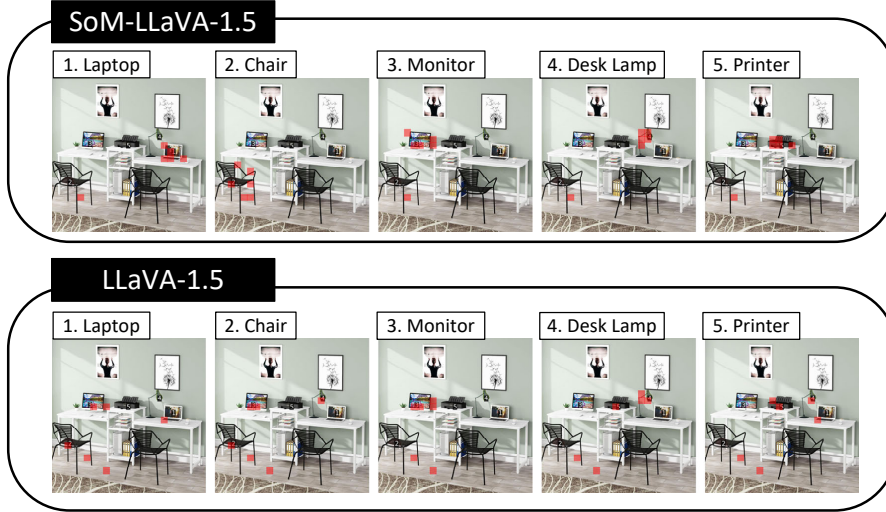 SoM-LLaVA-1.5
1. Laptop
2. Chair
3. Monitor
4. Desk Lamp
5. Printer
LLaVA-1.5
1. Laptop
2. Chair
3. Monitor
4. Desk Lamp
5. Printer